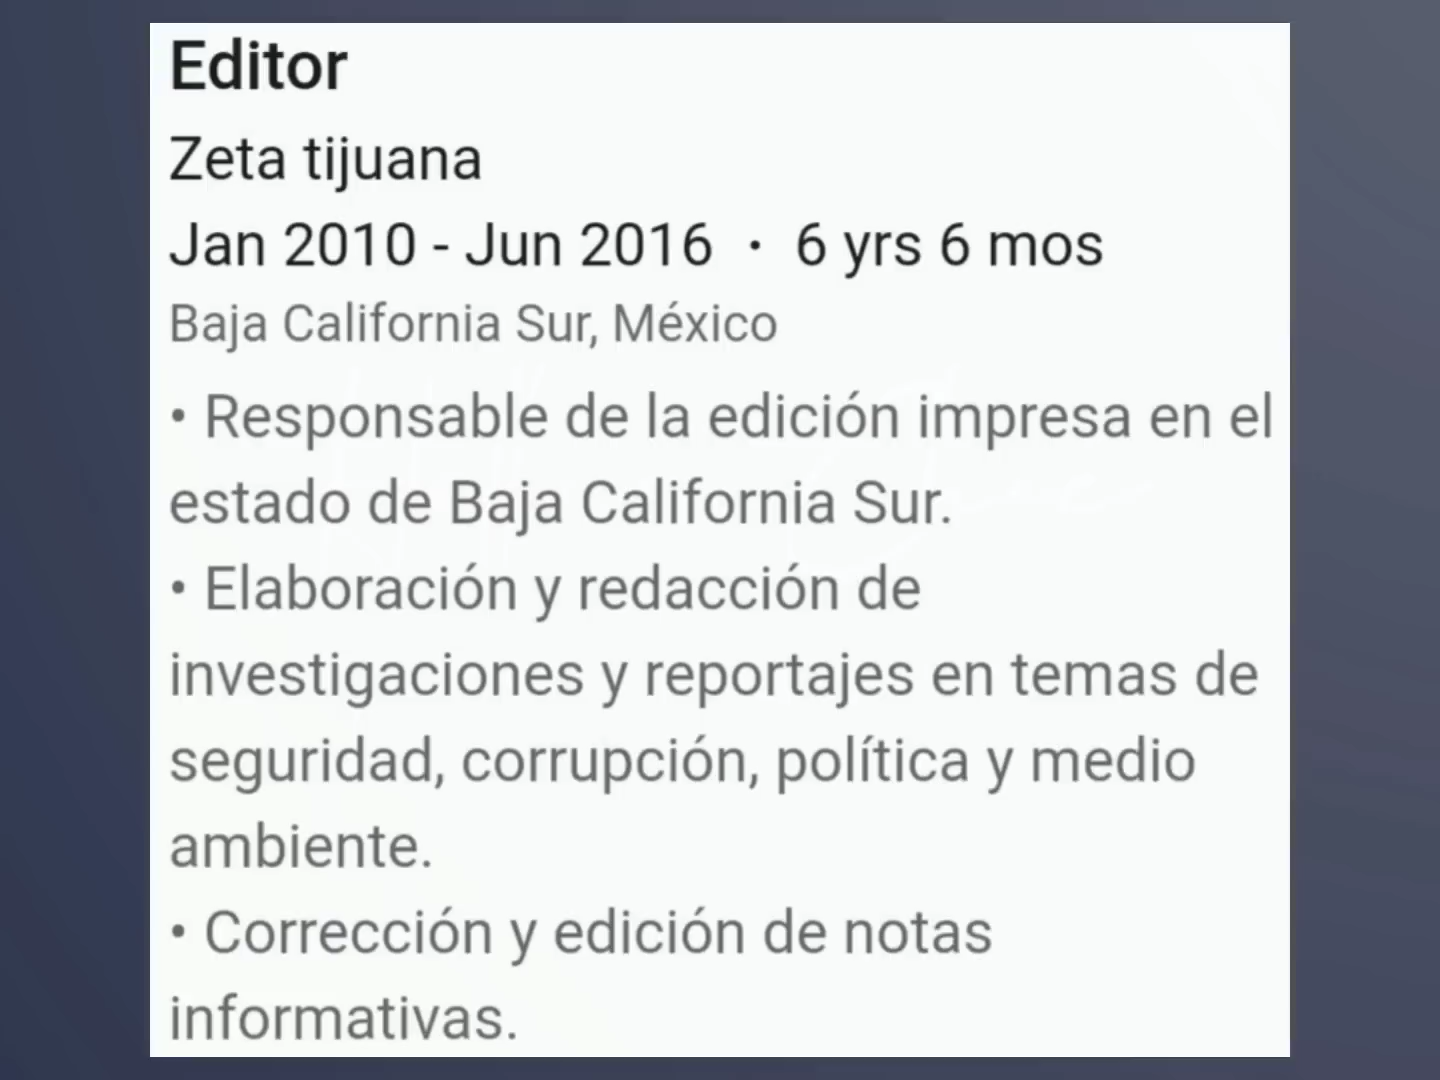 Editor
Zeta tijuana
Jan 2010 - Jun 2016 · 6 yrs 6 mos
Baja California Sur, México
• Responsable de la edición impresa en el
estado de Baja California Sur.
• Elaboración y redacción de
investigaciones y reportajes en temas de
seguridad, corrupción, política y medio
ambiente.
• Corrección y edición de notas
informativas.